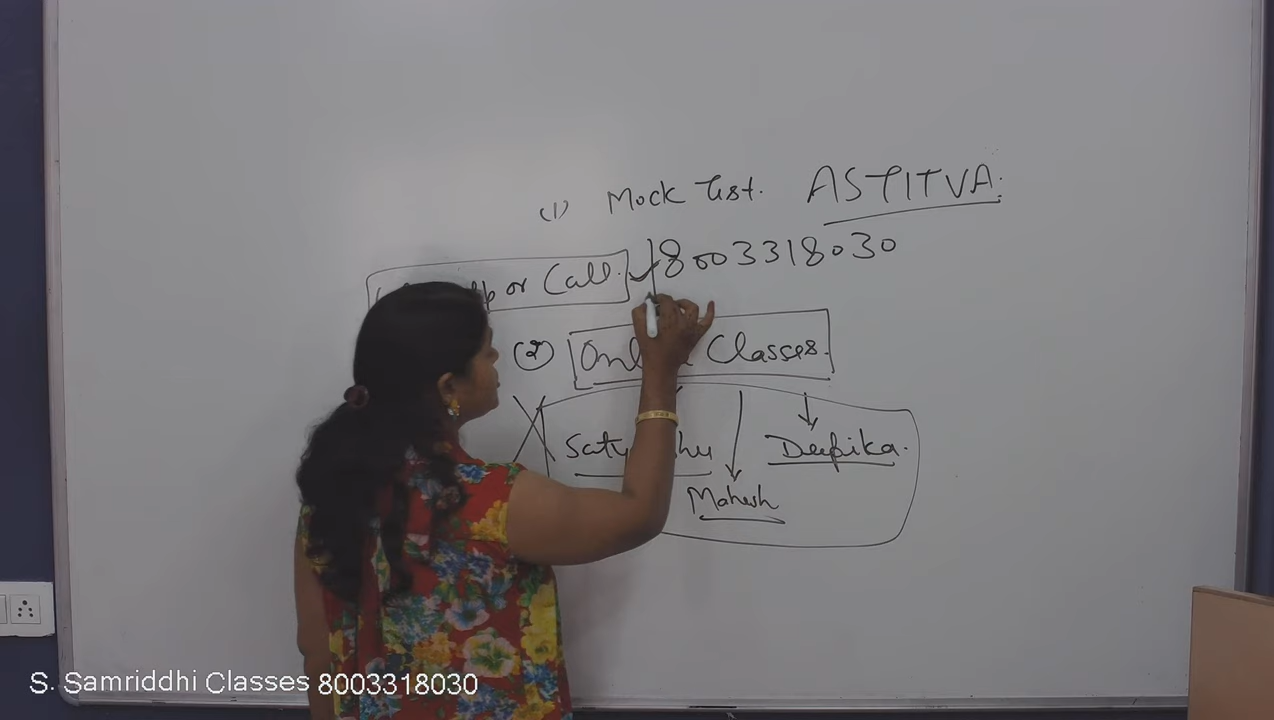 (1) Mock test. ASTITVA.
or Call. 8003318030
(2) Classes.
Deepika.
Mahesh
S. Samriddhi Classes 8003318030